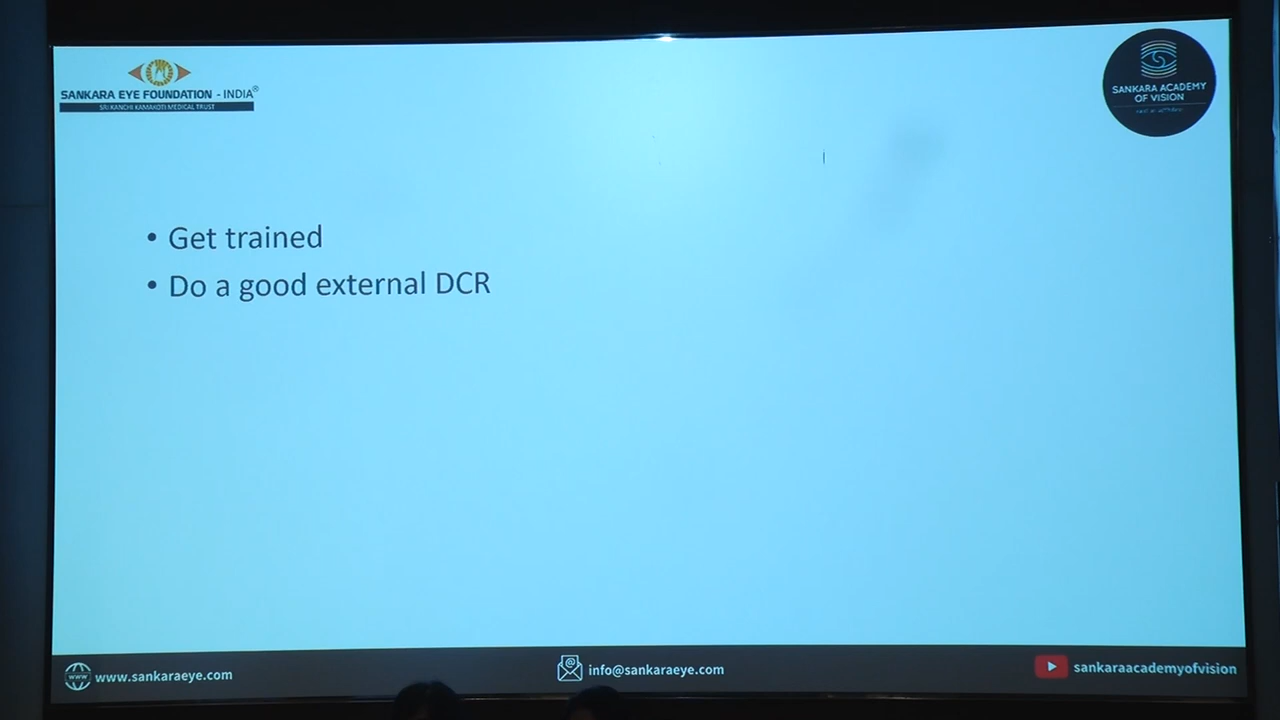 SANKARA EYE FOUNDATION - INDIA®
SRI KANCHI KAMAKOTI MEDICAL TRUST
SANKARA ACADEMY
OF VISION
• Get trained
• Do a good external DCR
www.sankaraeye.com
info@sankaraeye.com
sankaraacademyofvision